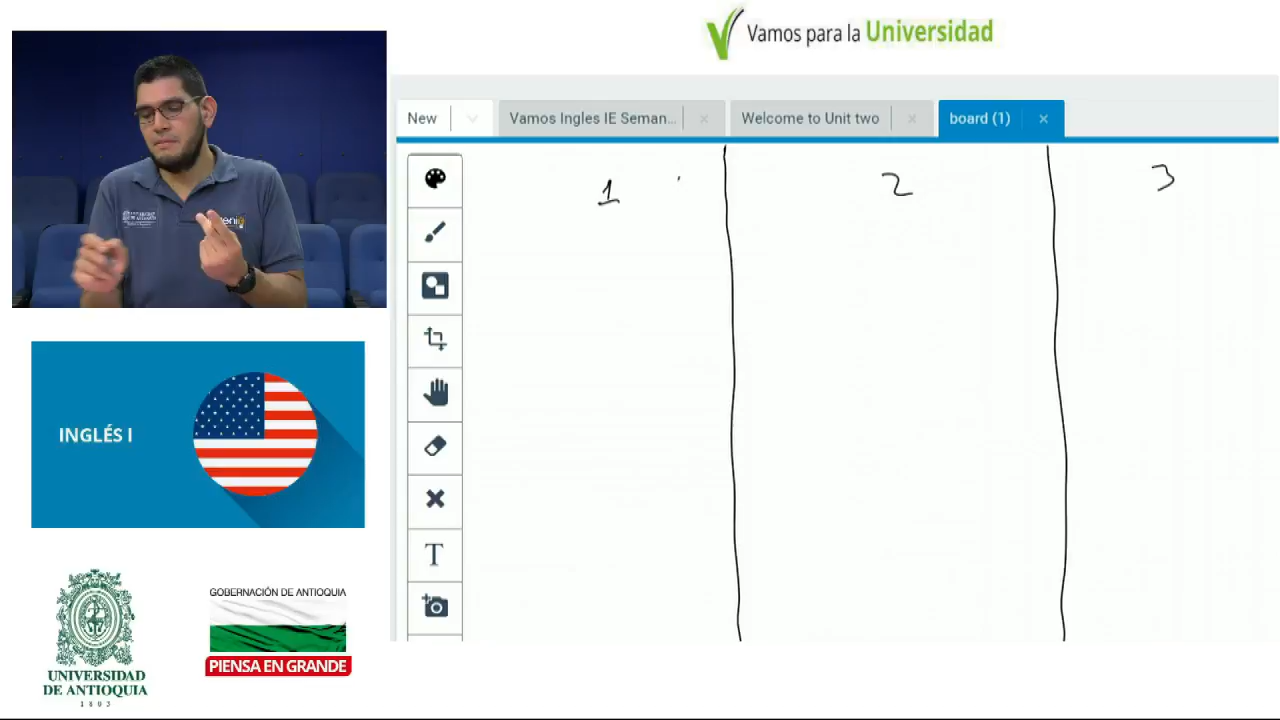 Vamos para la Universidad
New
Vamos Ingles IE Seman...
Welcome to Unit two
board (1)
1
2
3
T
INGLÉS I
GOBERNACIÓN DE ANTIOQUIA
PIENSA EN GRANDE
UNIVERSIDAD
DE ANTIOQUIA
1803